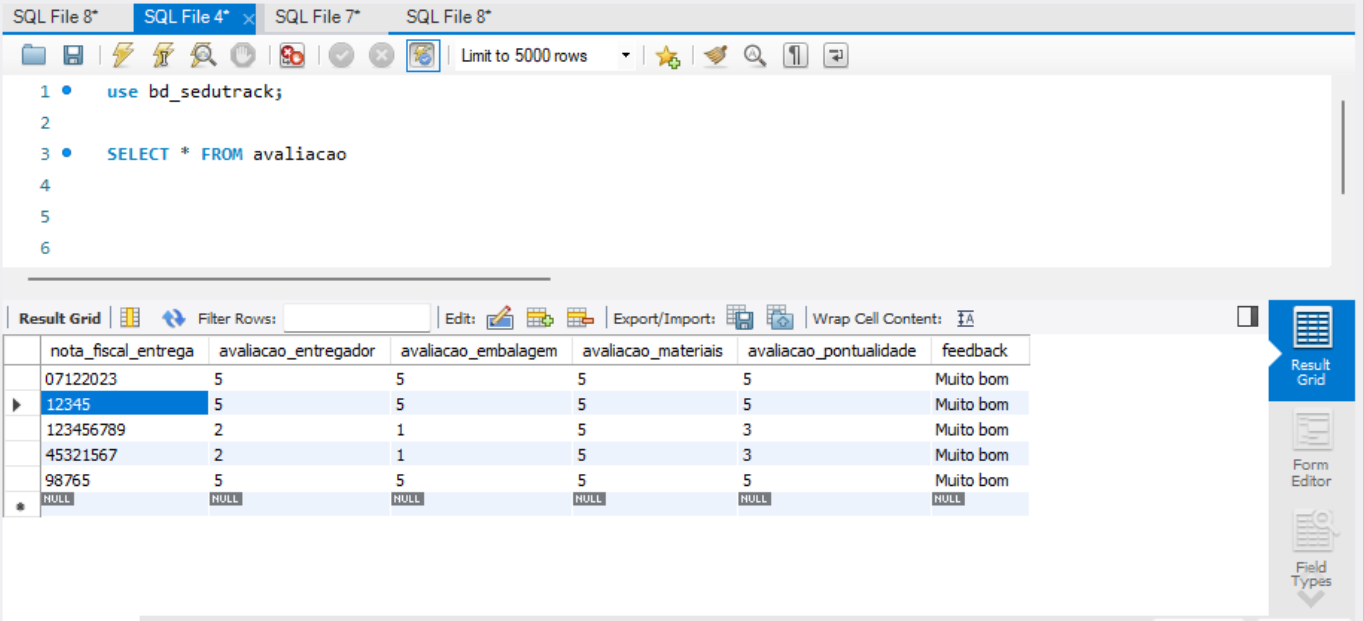 SQL File 8* SQL File 4* SQL File 7* SQL File 8*
Limit to 5000 rows
1 use bd_sedutrack;
2
3 SELECT * FROM avaliacao
4
5
6
Result Grid Filter Rows: Edit: Export/Import: Wrap Cell Content:
nota_fiscal_entrega avaliacao_entregador avaliacao_embalagem avaliacao_materiais avaliacao_pontualidade feedback
07122023 5 5 5 5 Muito bom
12345 5 5 5 5 Muito bom
123456789 2 1 5 3 Muito bom
45321567 2 1 5 3 Muito bom
98765 5 5 5 5 Muito bom
NULL NULL NULL NULL NULL NULL
Result
Grid
Form
Editor
Field
Types